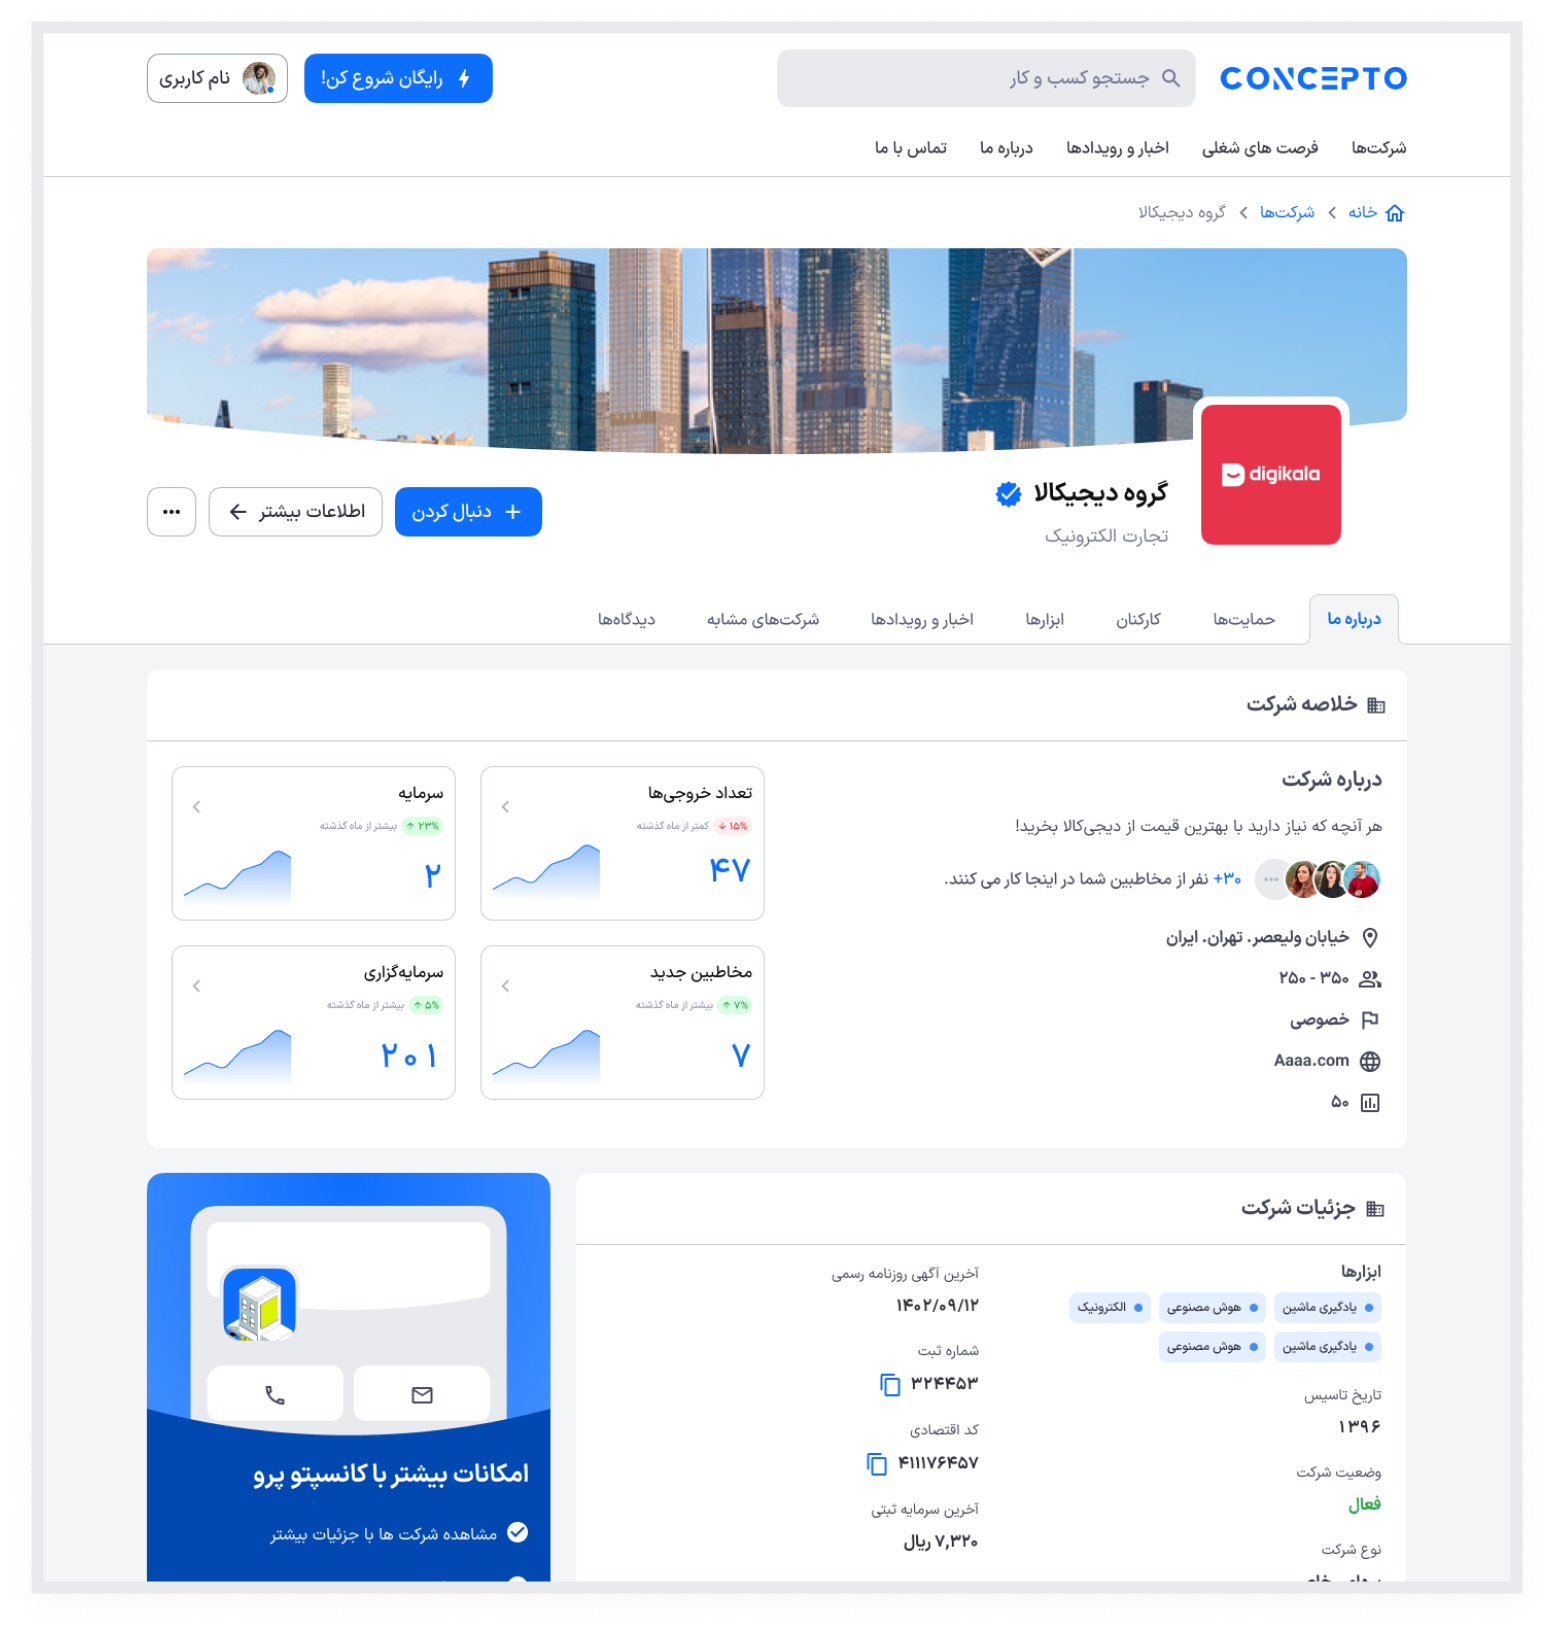 CONCEPTO
جستجو کسب و کار
رایگان شروع کن!
نام کاربری
شرکت‌ها
فرصت های شغلی
اخبار و رویدادها
درباره ما
تماس با ما
خانه
شرکت‌ها
گروه دیجیکالا
digikala
گروه دیجیکالا
تجارت الکترونیک
دنبال کردن
اطلاعات بیشتر
درباره ما
حمایت‌ها
کارکنان
ابزارها
اخبار و رویدادها
شرکت‌های مشابه
دیدگاه‌ها
خلاصه شرکت
درباره شرکت
هر آنچه که نیاز دارید با بهترین قیمت از دیجی‌کالا بخرید!
+۳۰ نفر از مخاطبین شما در اینجا کار می کنند.
خیابان ولیعصر. تهران. ایران
۲۵۰ - ۳۵۰
خصوصی
Aaaa.com
۵۰
تعداد خروجی‌ها
۱۵% کمتر از ماه گذشته
۴۷
سرمایه
۲۳% بیشتر از ماه گذشته
۲
مخاطبین جدید
۷% بیشتر از ماه گذشته
۷
سرمایه‌گزاری
۵% بیشتر از ماه گذشته
۲۰۱
جزئیات شرکت
ابزارها
یادگیری ماشین
هوش مصنوعی
الکترونیک
یادگیری ماشین
هوش مصنوعی
تاریخ تاسیس
۱۳۹۶
وضعیت شرکت
فعال
نوع شرکت
آخرین آگهی روزنامه رسمی
۱۴۰۲/۰۹/۱۲
شماره ثبت
۳۲۴۴۵۳
کد اقتصادی
۴۱۱۱۷۶۴۵۷
آخرین سرمایه ثبتی
۷,۳۲۰ ریال
امکانات بیشتر با کانسپتو پرو
مشاهده شرکت ها با جزئیات بیشتر